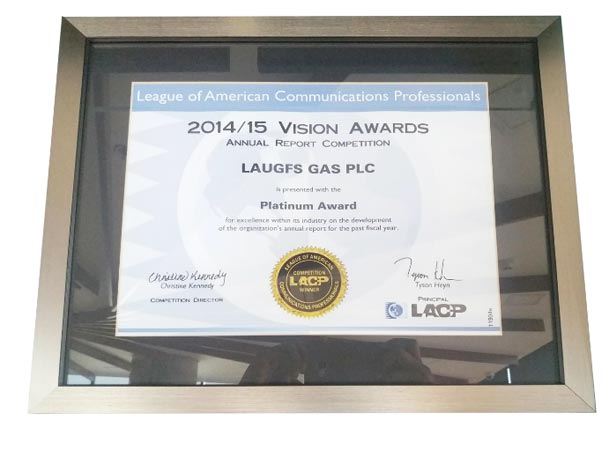 League of American Communications Professionals
2014/15 VISION AWARDS
ANNUAL REPORT COMPETITION
LAUGFS GAS PLC
is presented with the
Platinum Award
for excellence within its industry on the development
of the organization's annual report for the past fiscal year.
Christine Kennedy
Christine Kennedy
COMPETITION DIRECTOR
LEAGUE OF AMERICAN
COMPETITION
LACP
WINNER
COMMUNICATIONS PROFESSIONALS
Tyson Heyn
PRINCIPAL
LACP